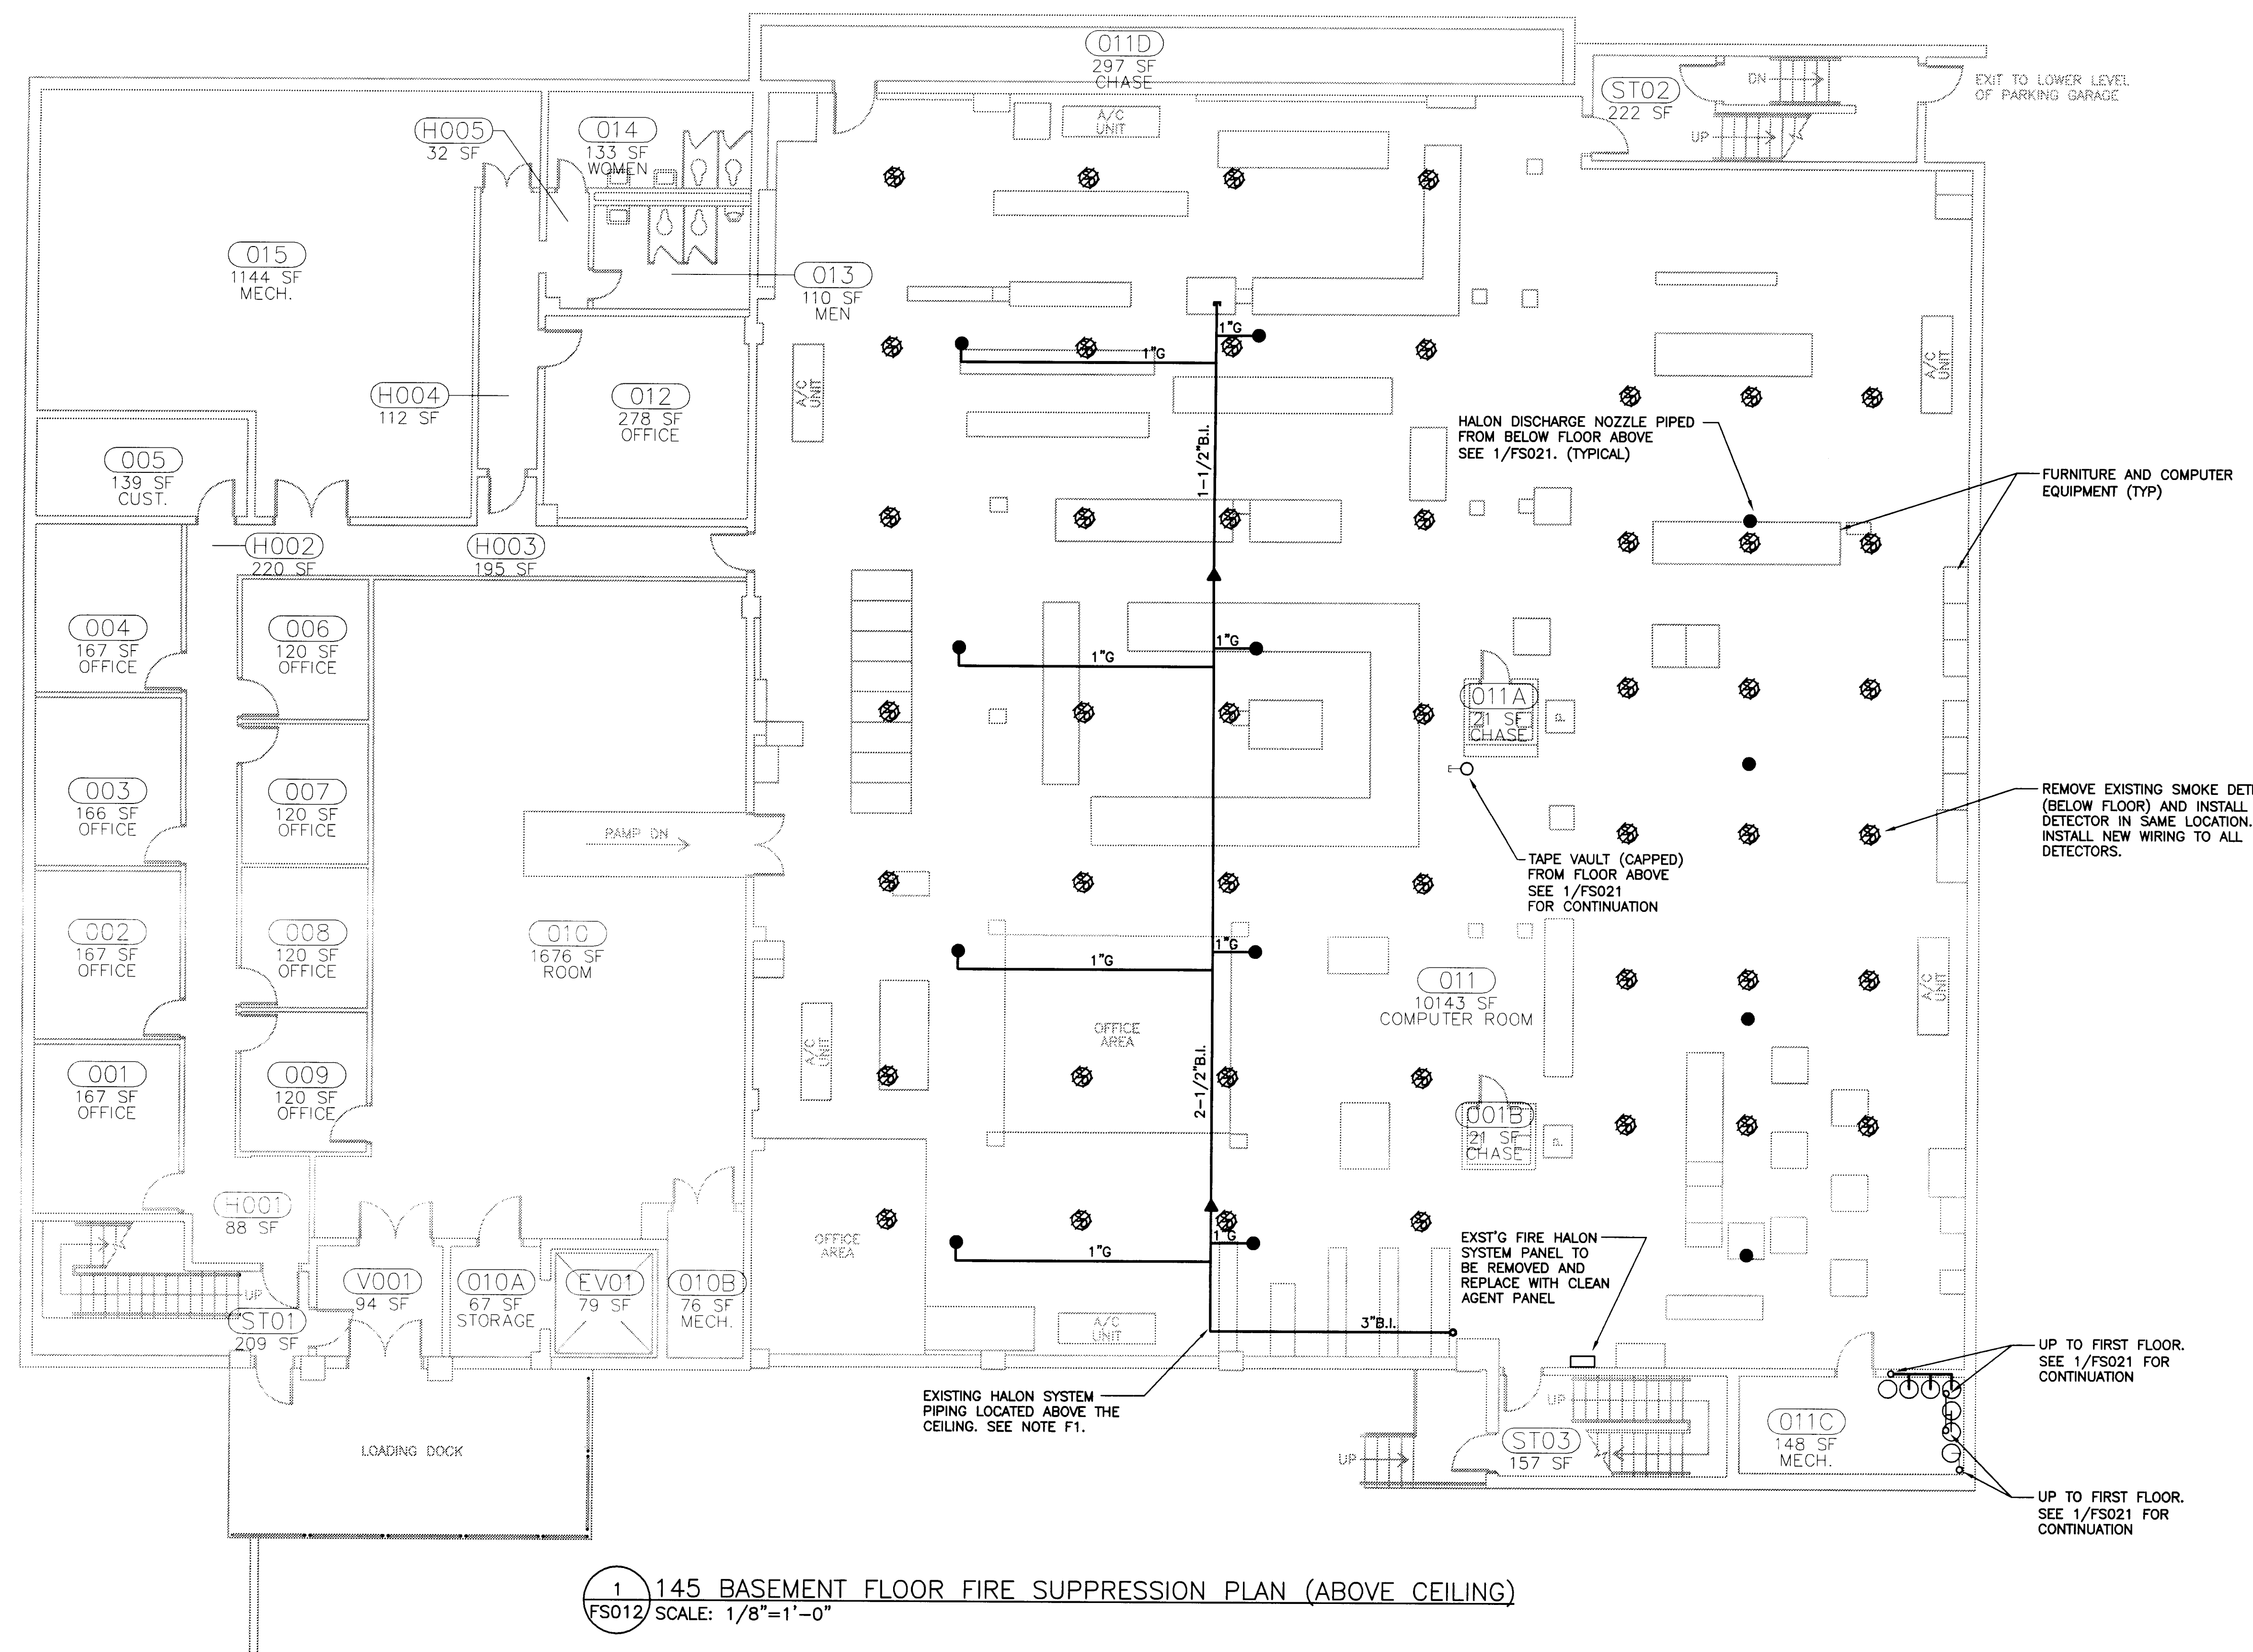 011D
297 SF
CHASE
ST02
222 SF
DN
UP
EXIT TO LOWER LEVEL
OF PARKING GARAGE
A/C
UNIT
H005
32 SF
014
133 SF
WOMEN
015
1144 SF
MECH.
013
110 SF
MEN
1"G
1"G
A/C
UNIT
A/C
UNIT
H004
112 SF
012
278 SF
OFFICE
1-1/2"B.I.
HALON DISCHARGE NOZZLE PIPED
FROM BELOW FLOOR ABOVE
SEE 1/FS021. (TYPICAL)
005
139 SF
CUST.
FURNITURE AND COMPUTER
EQUIPMENT (TYP)
H002
220 SF
H003
195 SF
004
167 SF
OFFICE
006
120 SF
OFFICE
1"G
1"G
011A
21 SF
CHASE
P
003
166 SF
OFFICE
007
120 SF
OFFICE
RAMP DN
REMOVE EXISTING SMOKE
(BELOW FLOOR) AND INSTALL
DETECTOR IN SAME LOCATION.
INSTALL NEW WIRING TO ALL
DETECTORS.
TAPE VAULT (CAPPED)
FROM FLOOR ABOVE
SEE 1/FS021
FOR CONTINUATION
002
167 SF
OFFICE
008
120 SF
OFFICE
010
1676 SF
ROOM
1"G
1"G
011
10143 SF
COMPUTER ROOM
A/C
UNIT
OFFICE
AREA
A/C
UNIT
2-1/2"B.I.
001
167 SF
OFFICE
009
120 SF
OFFICE
001B
21 SF
CHASE
P
H001
88 SF
OFFICE
AREA
1"G
1"G
EXST'G FIRE HALON
SYSTEM PANEL TO
BE REMOVED AND
REPLACE WITH CLEAN
AGENT PANEL
UP
ST01
209 SF
V001
94 SF
010A
67 SF
STORAGE
EV01
79 SF
010B
76 SF
MECH.
A/C
UNIT
3"B.I.
UP TO FIRST FLOOR.
SEE 1/FS021 FOR
CONTINUATION
EXISTING HALON SYSTEM
PIPING LOCATED ABOVE THE
CEILING. SEE NOTE F1.
UP
UP
ST03
157 SF
011C
148 SF
MECH.
LOADING DOCK
UP TO FIRST FLOOR.
SEE 1/FS021 FOR
CONTINUATION
1
FS012
145 BASEMENT FLOOR FIRE SUPPRESSION PLAN (ABOVE CEILING)
SCALE: 1/8"=1'-0"